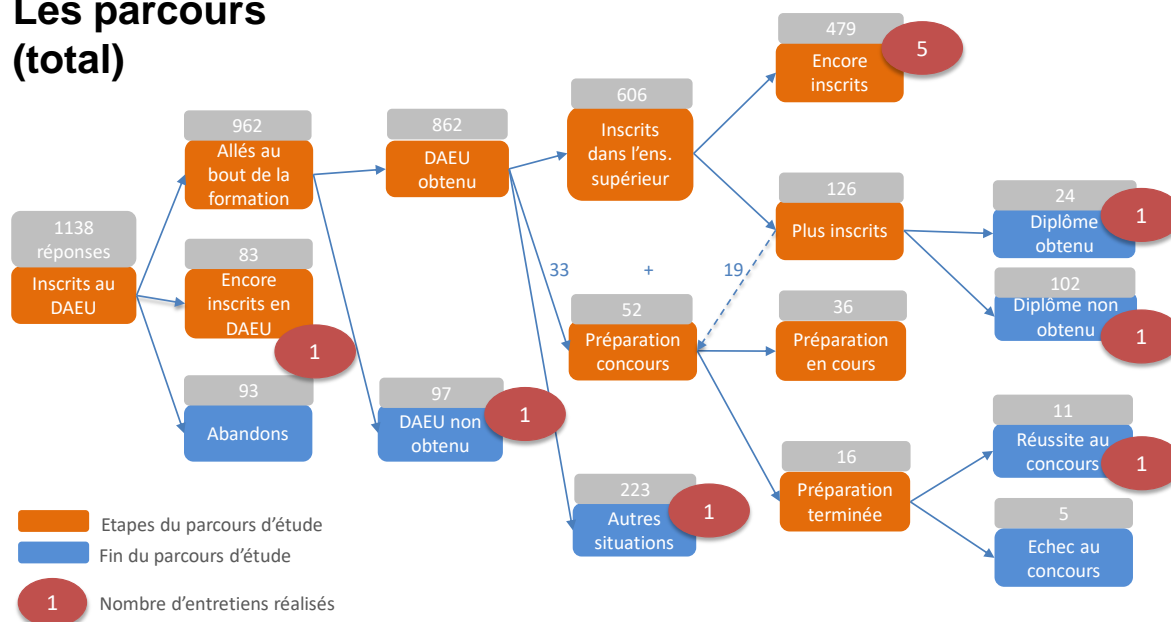 Les parcours
(total)
1138
réponses
Inscrits au
DAEU
962
Allés au
bout de la
formation
83
Encore
inscrits en
DAEU
1
93
Abandons
862
DAEU
obtenu
97
DAEU non
obtenu
1
606
Inscrits
dans l'ens.
supérieur
33
+
19
52
Préparation
concours
223
Autres
situations
1
479
Encore
inscrits
5
126
Plus inscrits
36
Préparation
en cours
16
Préparation
terminée
24
Diplôme
obtenu
1
102
Diplôme non
obtenu
1
11
Réussite au
concours
1
5
Echec au
concours
Etapes du parcours d'étude
Fin du parcours d'étude
1
Nombre d'entretiens réalisés